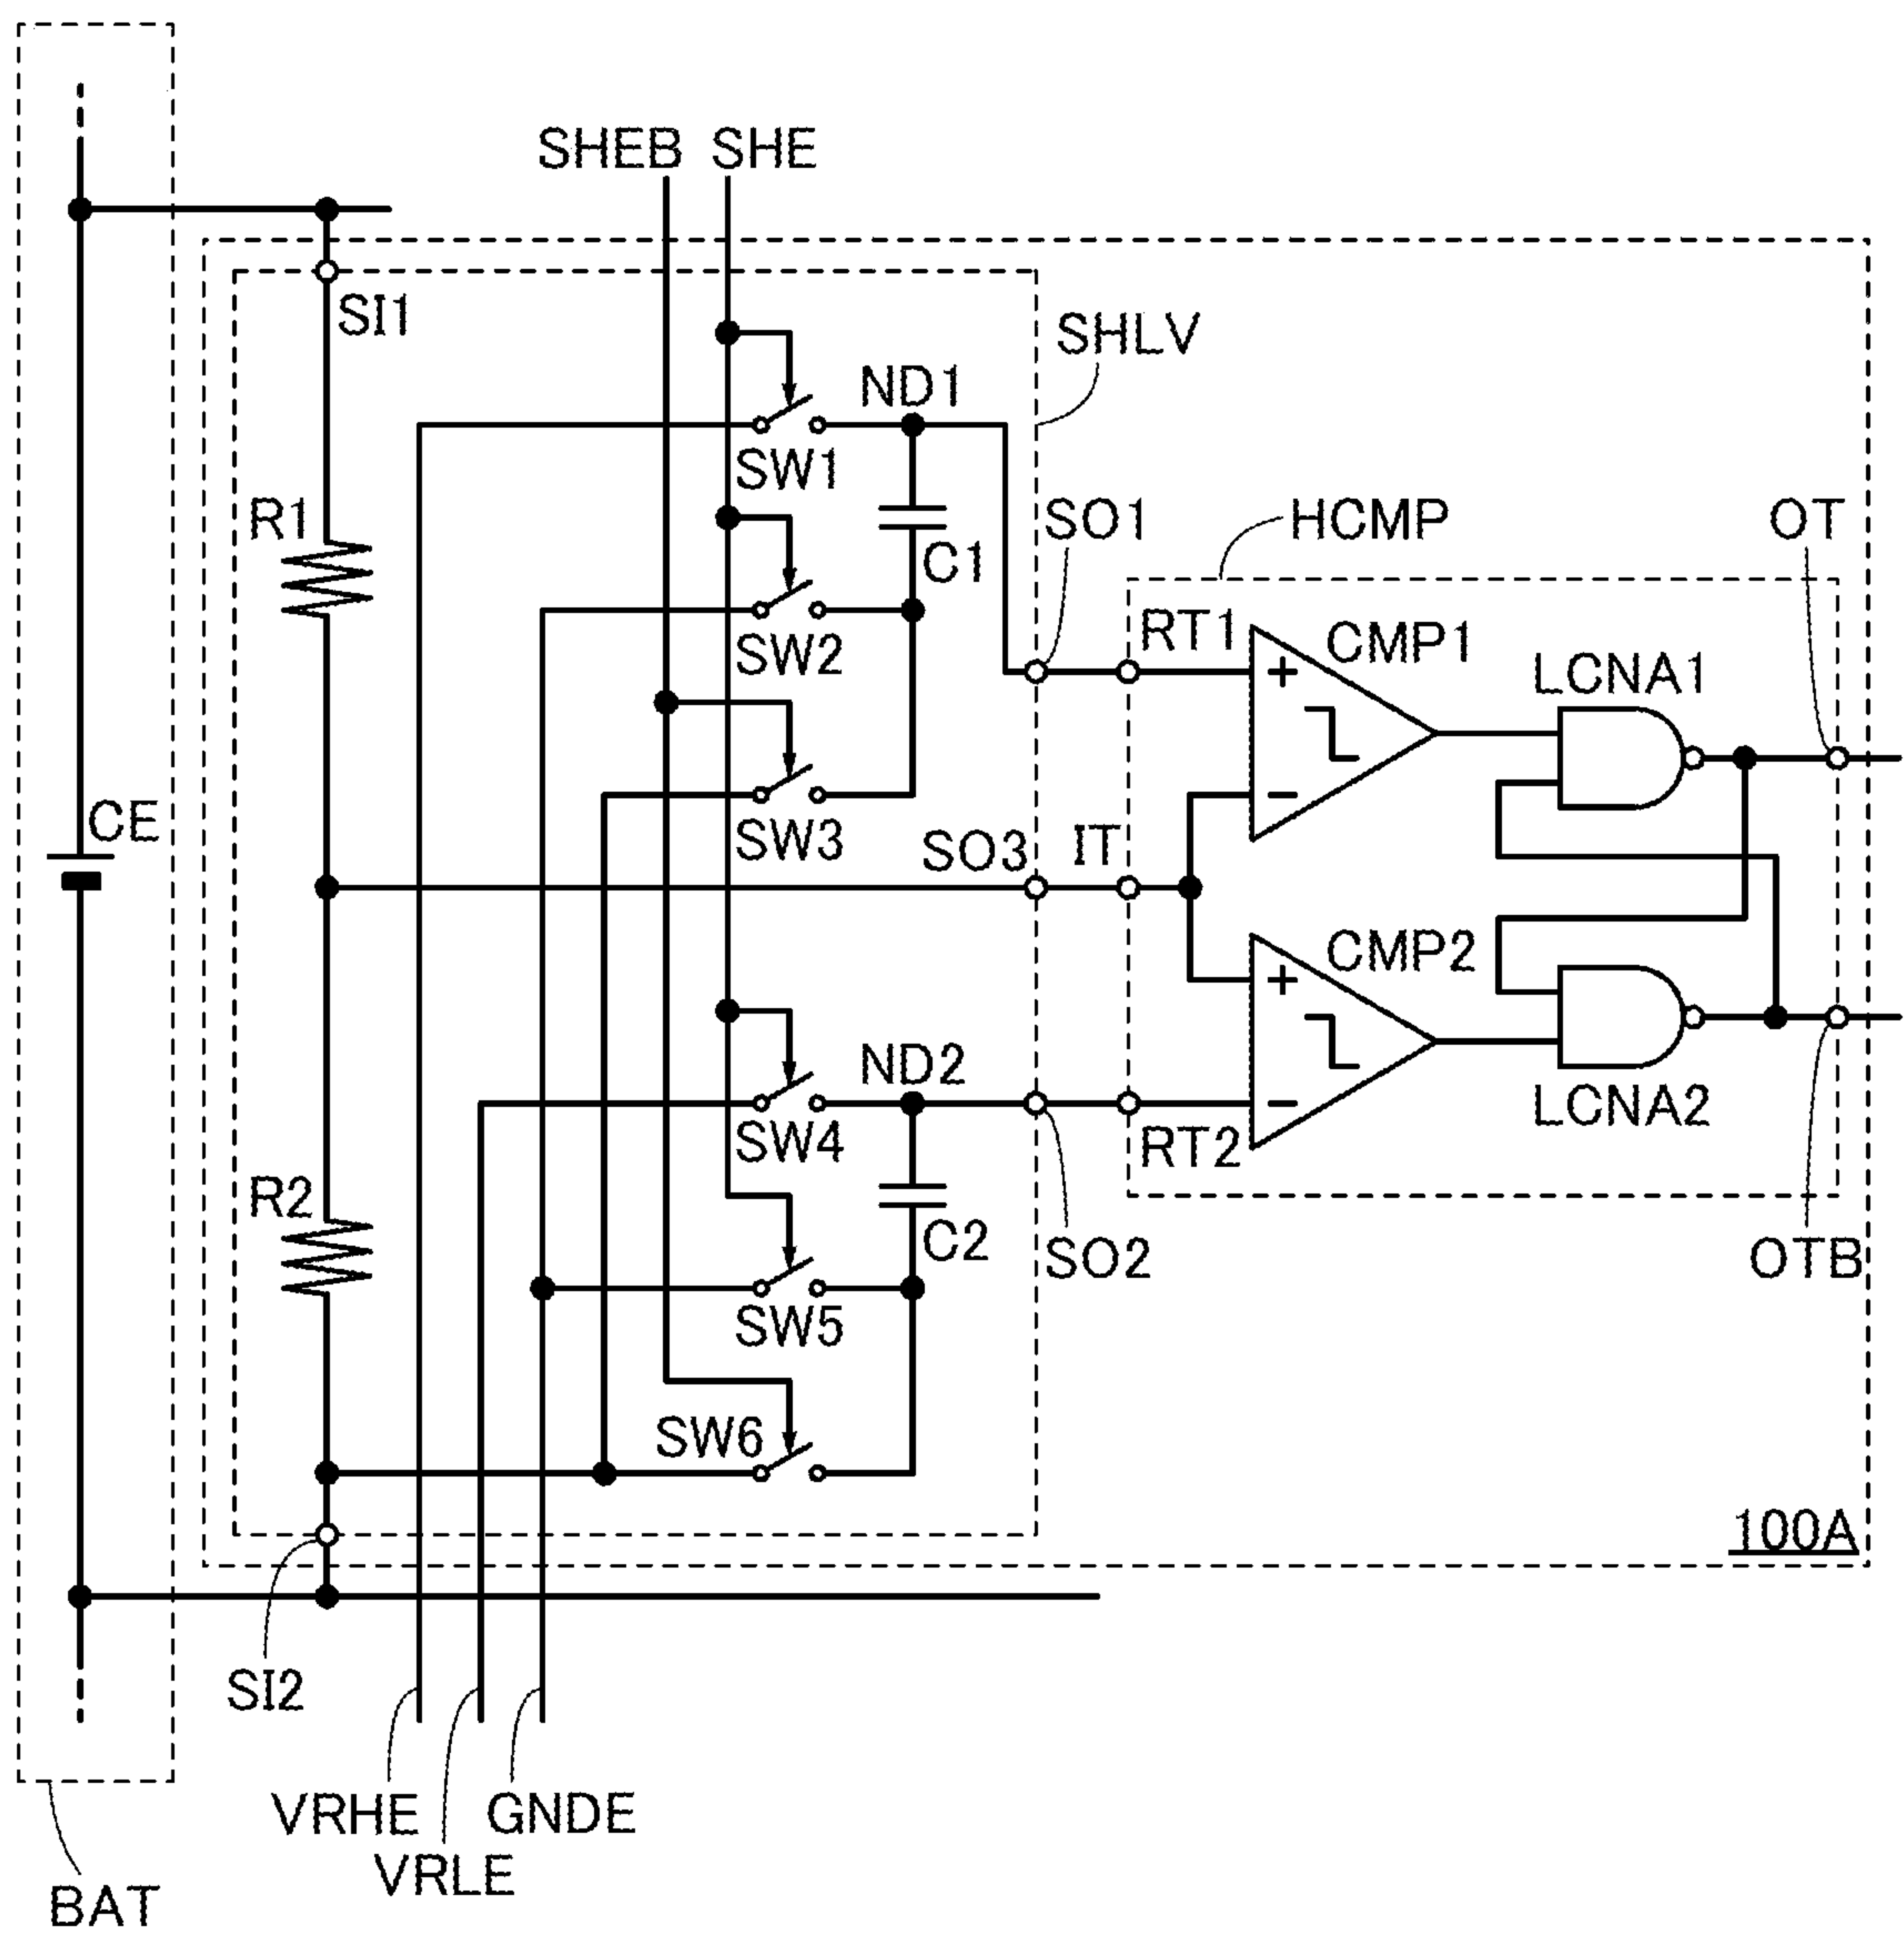 SHEB SHE
SI1
SHLV
ND1
SW1
R1
C1
SO1
HCMP
OT
RT1
CMP1
SW2
LCNA1
CE
SW3
SO3
IT
CMP2
ND2
SW4
RT2
LCNA2
R2
C2
SO2
OTB
SW5
SW6
100A
SI2
VRHE
GNDE
VRLE
BAT